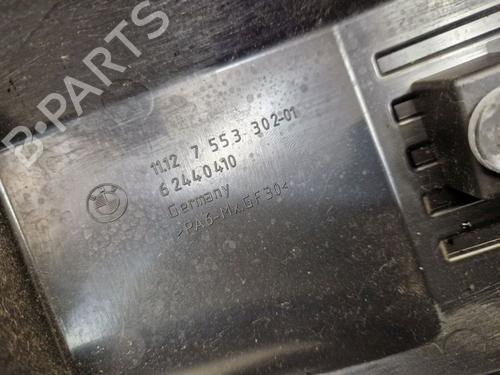 B-PARTS
11.12 7 553 302-01
62440410
Germany
>PA6-Mx.GF30<